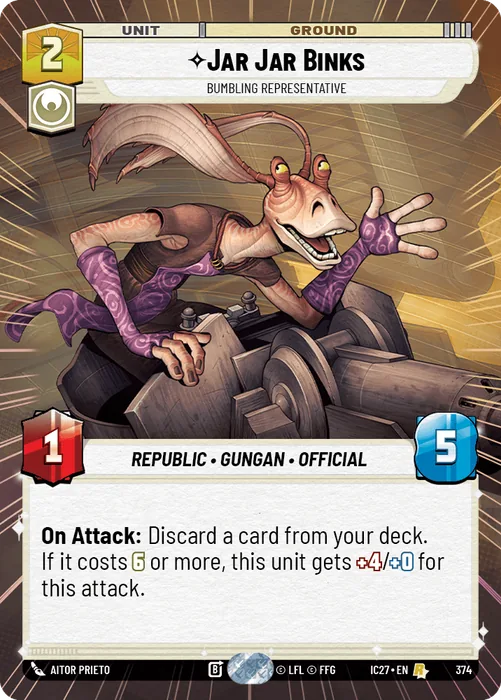 UNIT
GROUND
2
✧JAR JAR BINKS
BUMBLING REPRESENTATIVE
1
5
REPUBLIC • GUNGAN • OFFICIAL
On Attack: Discard a card from your deck.
If it costs 6 or more, this unit gets +4/+0 for
this attack.
AITOR PRIETO
B
© LFL © FFG
IC27 • EN
R
374